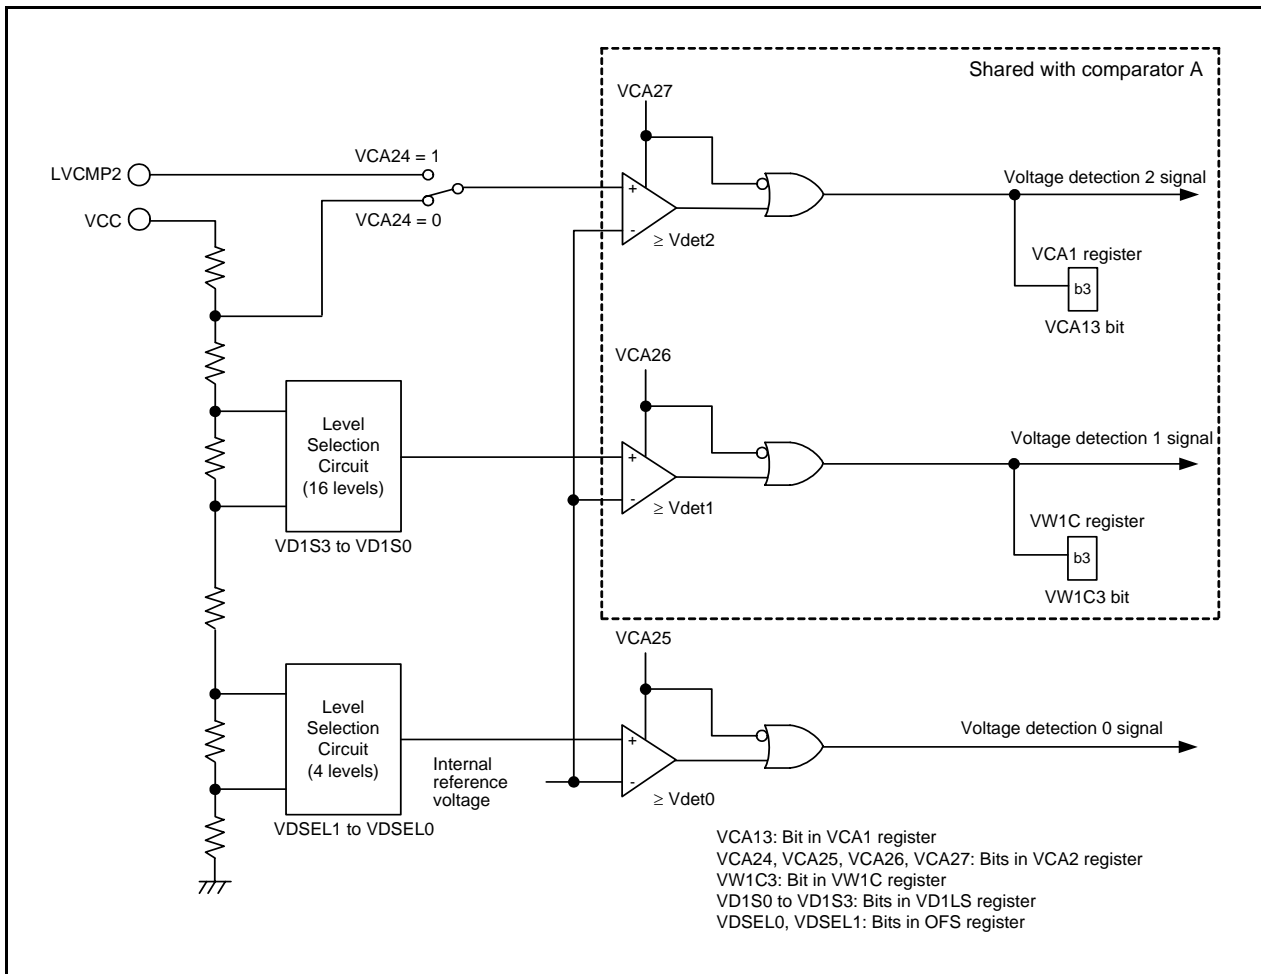 Shared with comparator A
VCA27
VCA24 = 1
LVCMP2
VCC
VCA24 = 0
+
-
≥ Vdet2
Voltage detection 2 signal
VCA1 register
b3
VCA13 bit
VCA26
Level
Selection
Circuit
(16 levels)
VD1S3 to VD1S0
+
-
≥ Vdet1
Voltage detection 1 signal
VW1C register
b3
VW1C3 bit
VCA25
Level
Selection
Circuit
(4 levels)
VDSEL1 to VDSEL0
Internal
reference
voltage
+
-
≥ Vdet0
Voltage detection 0 signal
VCA13: Bit in VCA1 register
VCA24, VCA25, VCA26, VCA27: Bits in VCA2 register
VW1C3: Bit in VW1C register
VD1S0 to VD1S3: Bits in VD1LS register
VDSEL0, VDSEL1: Bits in OFS register